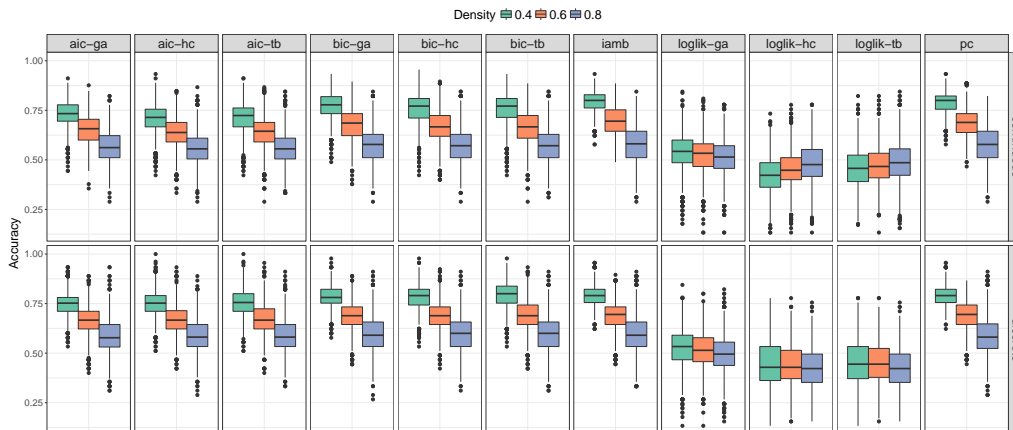 Density 0.4 0.6 0.8
aic−ga aic−hc aic−tb bic−ga bic−hc bic−tb iamb loglik−ga loglik−hc loglik−tb pc
1.00
0.75
0.50
0.25
Accuracy
1.00
0.75
0.50
0.25